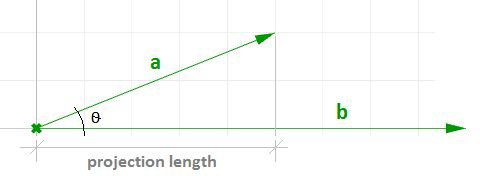 a
b
θ
projection length